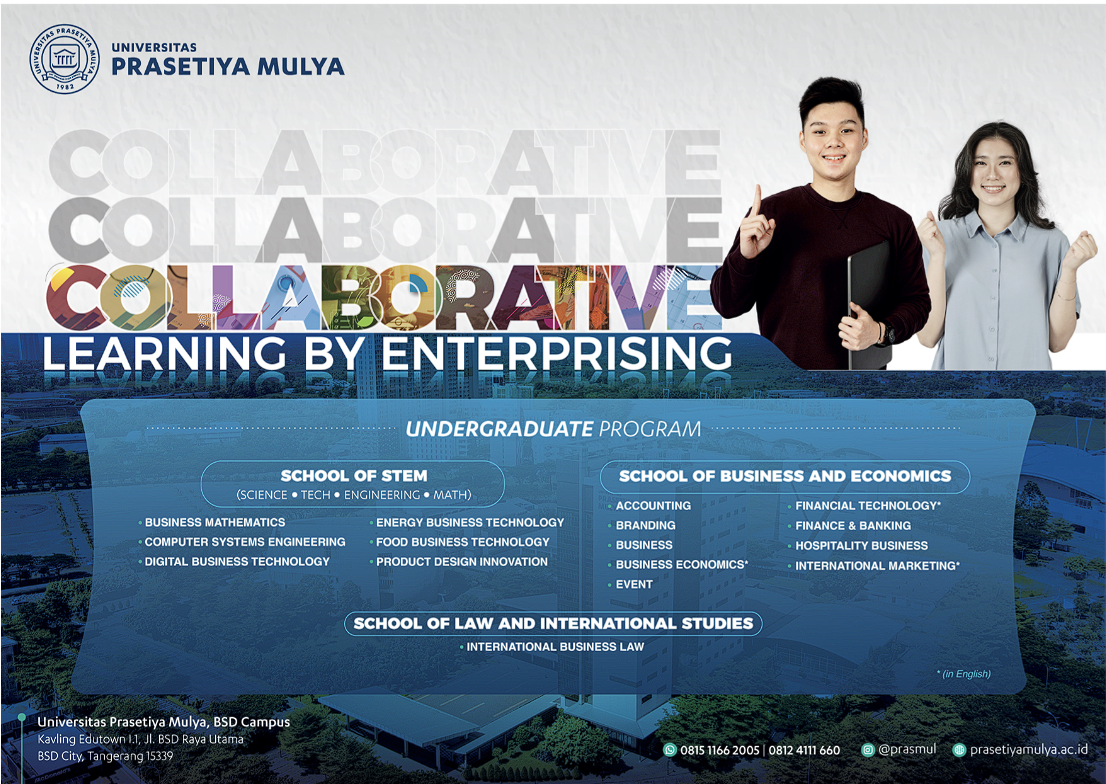 UNIVERSITAS PRASETIYA MULYA
1982
UNIVERSITAS
PRASETIYA MULYA
COLLABORATIVE
COLLABORATIVE
COLLABORATIVE
LEARNING BY ENTERPRISING
UNDERGRADUATE PROGRAM
SCHOOL OF STEM
(SCIENCE • TECH • ENGINEERING • MATH)
• BUSINESS MATHEMATICS
• COMPUTER SYSTEMS ENGINEERING
• DIGITAL BUSINESS TECHNOLOGY
• ENERGY BUSINESS TECHNOLOGY
• FOOD BUSINESS TECHNOLOGY
• PRODUCT DESIGN INNOVATION
SCHOOL OF BUSINESS AND ECONOMICS
• ACCOUNTING
• BRANDING
• BUSINESS
• BUSINESS ECONOMICS*
• EVENT
• FINANCIAL TECHNOLOGY*
• FINANCE & BANKING
• HOSPITALITY BUSINESS
• INTERNATIONAL MARKETING*
SCHOOL OF LAW AND INTERNATIONAL STUDIES
• INTERNATIONAL BUSINESS LAW
* (in English)
Universitas Prasetiya Mulya, BSD Campus
Kavling Edutown I.1, Jl. BSD Raya Utama
BSD City, Tangerang 15339
0815 1166 2005 | 0812 4111 660 @prasmul prasetiyamulya.ac.id